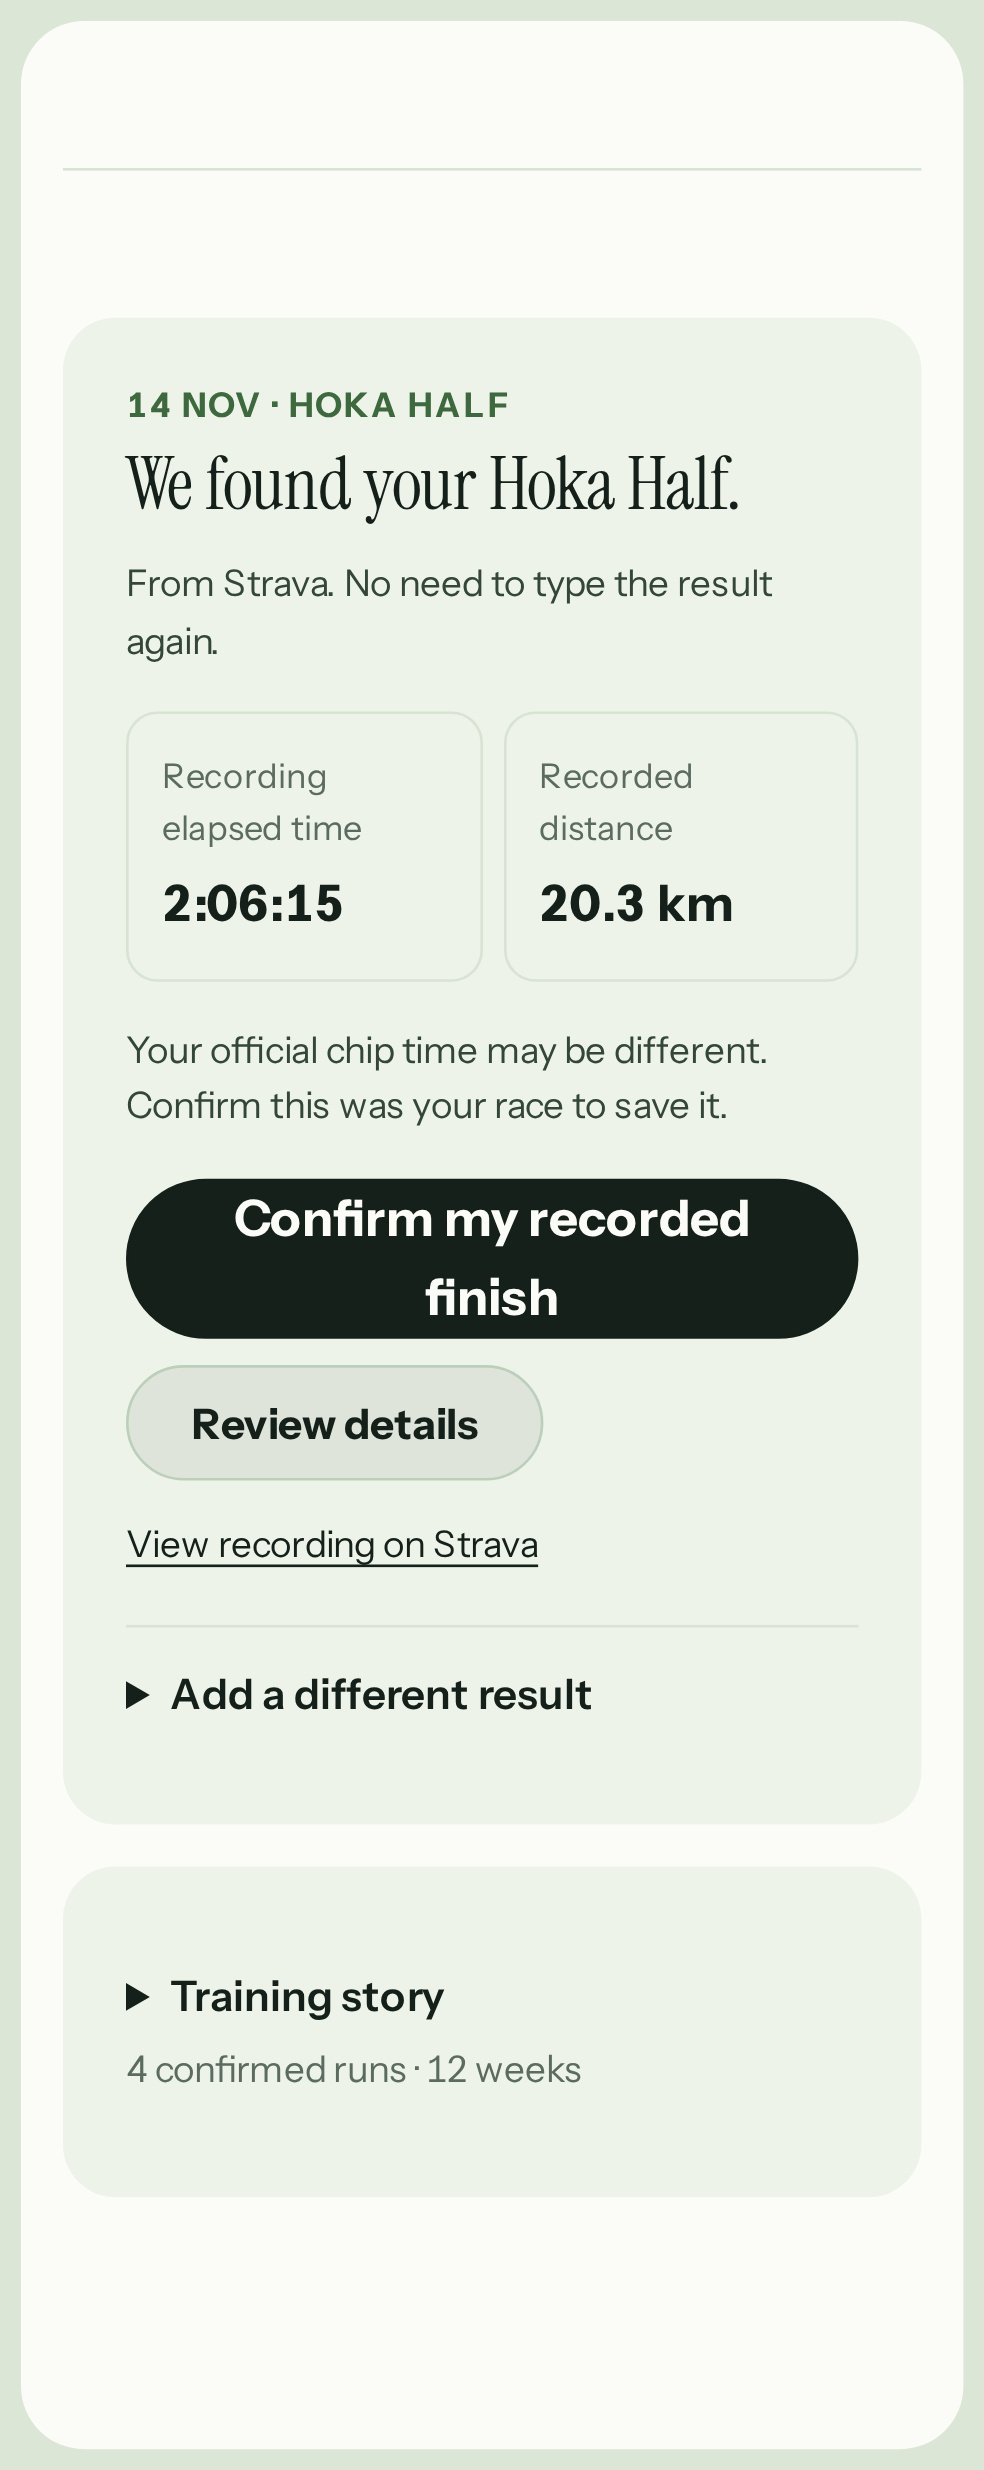 14 NOV · HOKA HALF
We found your Hoka Half.
From Strava. No need to type the result
again.
Recording
elapsed time
2:06:15
Recorded
distance
20.3 km
Your official chip time may be different.
Confirm this was your race to save it.
Confirm my recorded
finish
Review details
View recording on Strava
Add a different result
Training story
4 confirmed runs · 12 weeks